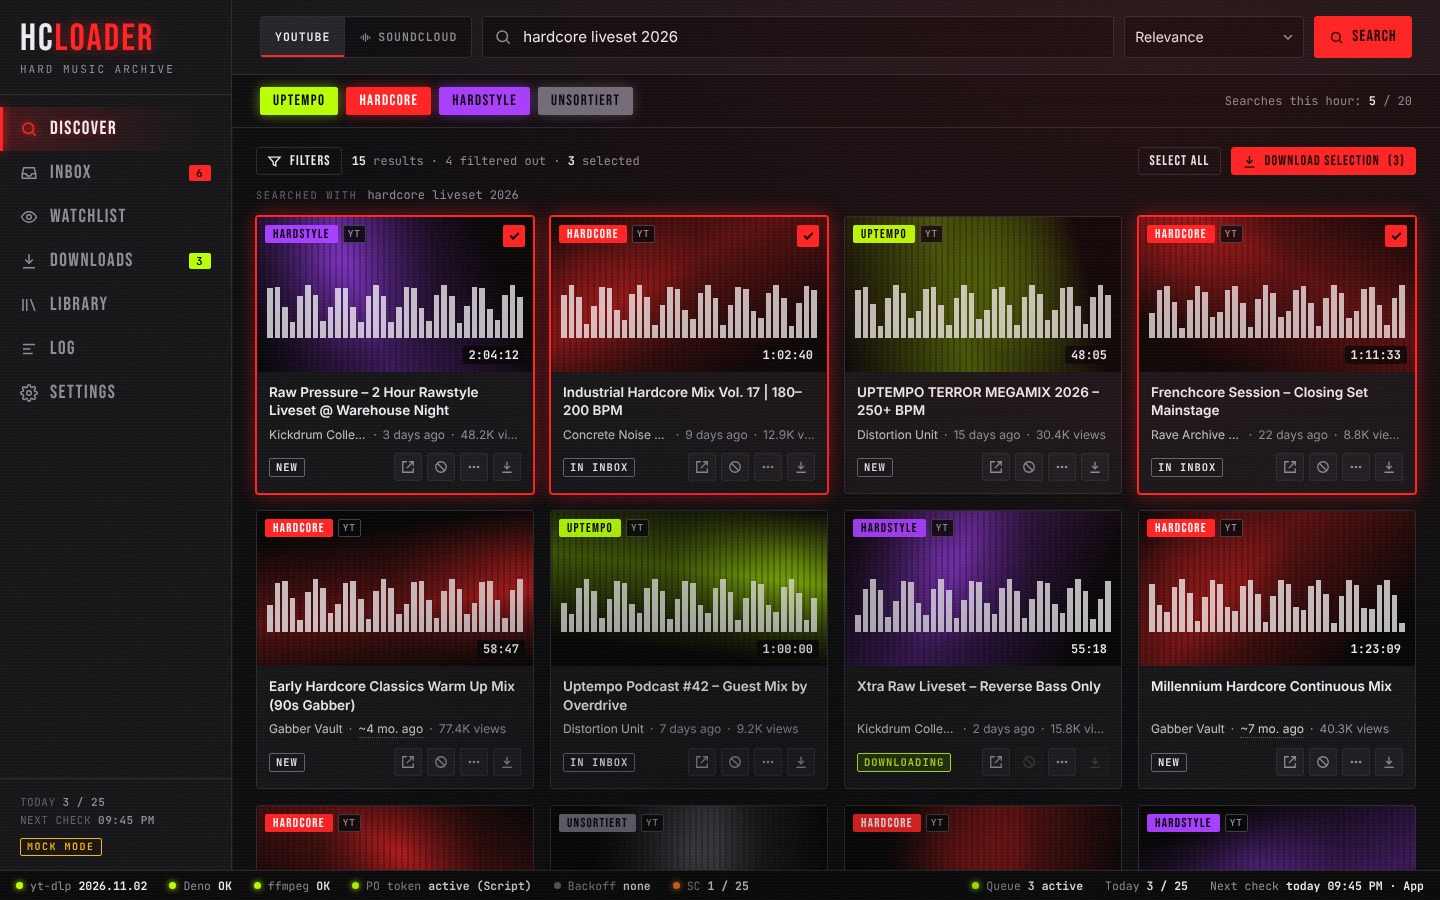 HCLOADER
HARD MUSIC ARCHIVE
DISCOVER
INBOX 6
WATCHLIST
DOWNLOADS 3
LIBRARY
LOG
SETTINGS
TODAY 3 / 25
NEXT CHECK 09:45 PM
MOCK MODE
YOUTUBE SOUNDCLOUD hardcore liveset 2026 Relevance SEARCH
UPTEMPO HARDCORE HARDSTYLE UNSORTIERT Searches this hour: 5 / 20
FILTERS 15 results · 4 filtered out · 3 selected SELECT ALL DOWNLOAD SELECTION (3)
SEARCHED WITH hardcore liveset 2026
HARDSTYLE YT
2:04:12
Raw Pressure – 2 Hour Rawstyle
Liveset @ Warehouse Night
Kickdrum Colle... · 3 days ago · 48.2K vi...
NEW
HARDCORE YT
1:02:40
Industrial Hardcore Mix Vol. 17 | 180–
200 BPM
Concrete Noise ... · 9 days ago · 12.9K v...
IN INBOX
UPTEMPO YT
48:05
UPTEMPO TERROR MEGAMIX 2026 –
250+ BPM
Distortion Unit · 15 days ago · 30.4K views
NEW
HARDCORE YT
1:11:33
Frenchcore Session – Closing Set
Mainstage
Rave Archive ... · 22 days ago · 8.8K vie...
IN INBOX
HARDCORE YT
58:47
Early Hardcore Classics Warm Up Mix
(90s Gabber)
Gabber Vault · ~4 mo. ago · 77.4K views
NEW
UPTEMPO YT
1:00:00
Uptempo Podcast #42 – Guest Mix by
Overdrive
Distortion Unit · 7 days ago · 9.2K views
IN INBOX
HARDSTYLE YT
55:18
Xtra Raw Liveset – Reverse Bass Only
Kickdrum Colle... · 2 days ago · 15.8K vi...
DOWNLOADING
HARDCORE YT
1:23:09
Millennium Hardcore Continuous Mix
Gabber Vault · ~7 mo. ago · 40.3K views
NEW
HARDCORE YT
UNSORTIERT YT
HARDCORE YT
HARDSTYLE YT
yt-dlp 2026.11.02 Deno OK ffmpeg OK PO token active (Script) Backoff none SC 1 / 25 Queue 3 active Today 3 / 25 Next check today 09:45 PM · App